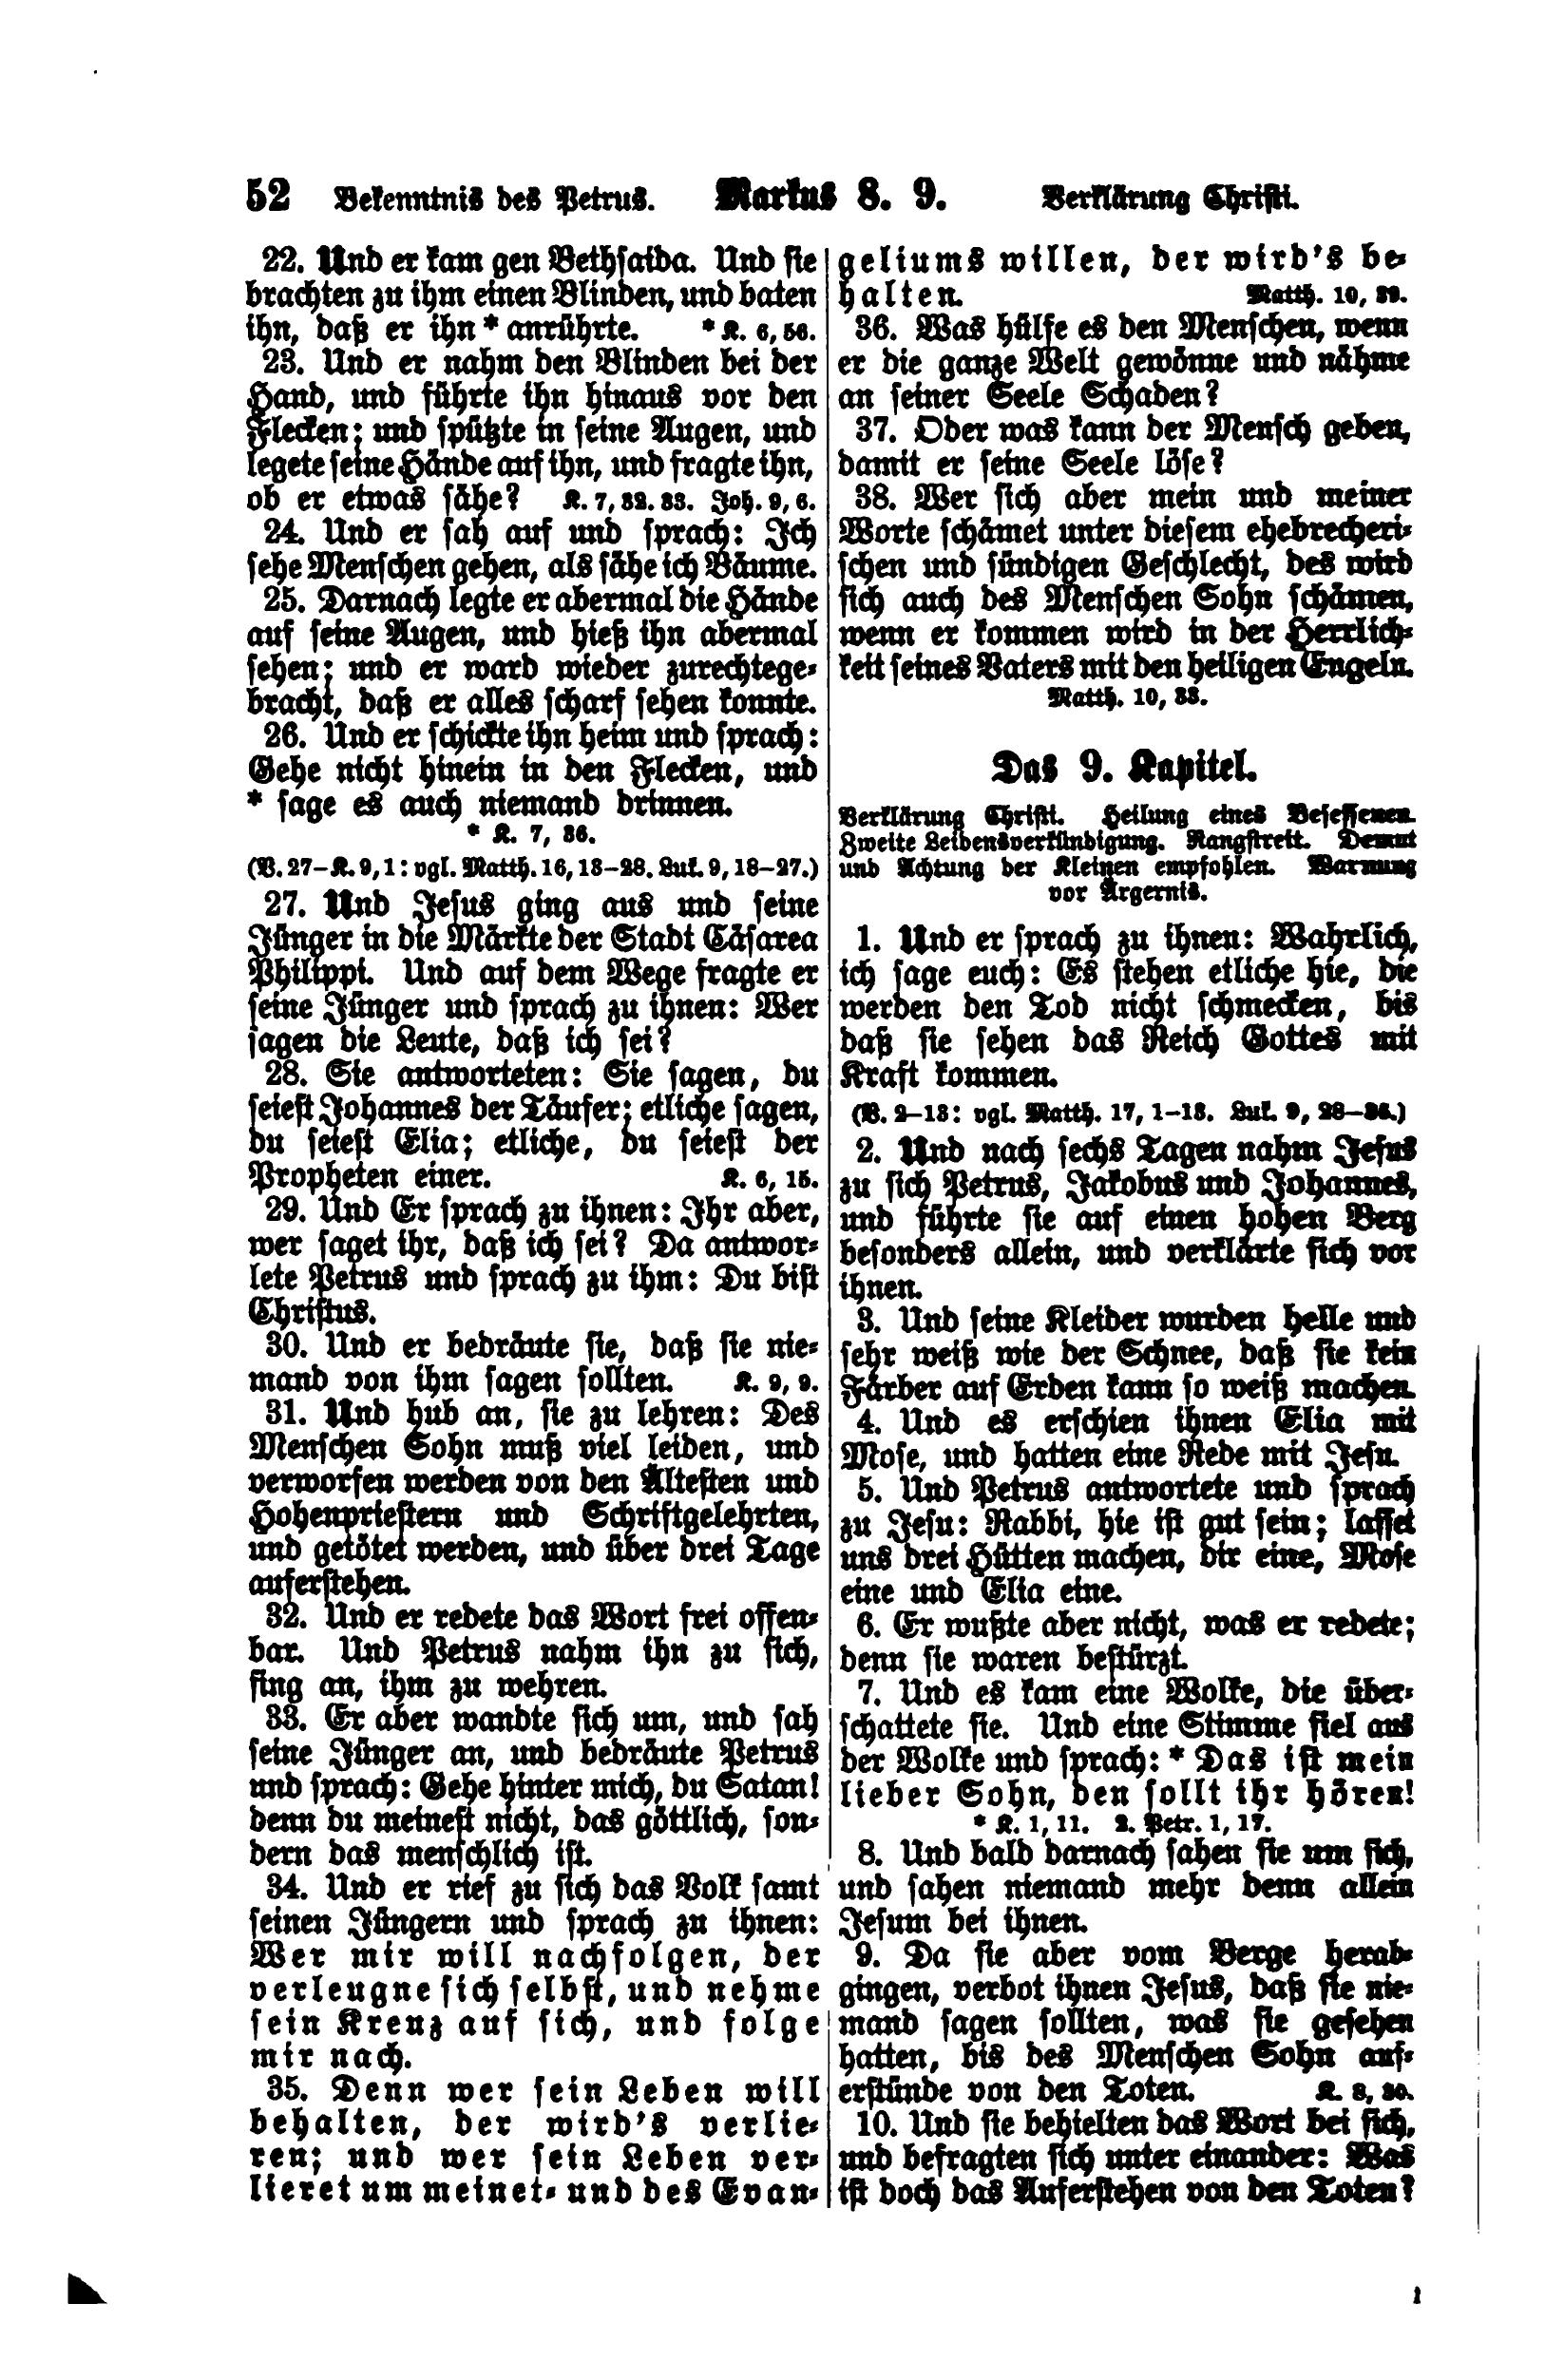 52 Bekenntnis des Petrus. Markus 8. 9. Verklärung Christi.
22. Und er kam gen Bethsaida. Und sie
brachten zu ihm einen Blinden, und baten
ihn, daß er ihn * anrührte. * K. 6, 56.
23. Und er nahm den Blinden bei der
Hand, und führte ihn hinaus vor den
Flecken; und spützte in seine Augen, und
legete seine Hände auf ihn, und fragte ihn,
ob er etwas sähe? K. 7, 32. 33. Joh. 9, 6.
24. Und er sah auf und sprach: Ich
sehe Menschen gehen, als sähe ich Bäume.
25. Darnach legte er abermal die Hände
auf seine Augen, und hieß ihn abermal
sehen; und er ward wieder zurechtege-
bracht, daß er alles scharf sehen konnte.
26. Und er schickte ihn heim und sprach:
Gehe nicht hinein in den Flecken, und
* sage es auch niemand drinnen.
* K. 7, 36.
(V. 27–K. 9, 1: vgl. Matth. 16, 13–28. Luk. 9, 18–27.)
27. Und Jesus ging aus und seine
Jünger in die Märkte der Stadt Cäsarea
Philippi. Und auf dem Wege fragte er
seine Jünger und sprach zu ihnen: Wer
sagen die Leute, daß ich sei?
28. Sie antworteten: Sie sagen, du
seiest Johannes der Täufer; etliche sagen,
du seiest Elia; etliche, du seiest der
Propheten einer. K. 6, 15.
29. Und Er sprach zu ihnen: Ihr aber,
wer saget ihr, daß ich sei? Da antwor-
tete Petrus und sprach zu ihm: Du bist
Christus.
30. Und er bedräute sie, daß sie nie-
mand von ihm sagen sollten. K. 9, 9.
31. Und hub an, sie zu lehren: Des
Menschen Sohn muß viel leiden, und
verworfen werden von den Ältesten und
Hohenpriestern und Schriftgelehrten,
und getötet werden, und über drei Tage
auferstehen.
32. Und er redete das Wort frei offen-
bar. Und Petrus nahm ihn zu sich,
fing an, ihm zu wehren.
33. Er aber wandte sich um, und sah
seine Jünger an, und bedräute Petrus
und sprach: Gehe hinter mich, du Satan!
denn du meinest nicht, das göttlich, son-
dern das menschlich ist.
34. Und er rief zu sich das Volk samt
seinen Jüngern und sprach zu ihnen:
Wer mir will nachfolgen, der
verleugne sich selbst, und nehme
sein Kreuz auf sich, und folge
mir nach.
35. Denn wer sein Leben will
behalten, der wird's verlie-
ren; und wer sein Leben ver-
lieret um meinet- und des Evan-
geliums willen, der wird's be-
halten. Matth. 10, 39.
36. Was hülfe es den Menschen, wenn
er die ganze Welt gewönne und nähme
an seiner Seele Schaden?
37. Oder was kann der Mensch geben,
damit er seine Seele löse?
38. Wer sich aber mein und meiner
Worte schämet unter diesem ehebrecheri-
schen und sündigen Geschlecht, des wird
sich auch des Menschen Sohn schämen,
wenn er kommen wird in der Herrlich-
keit seines Vaters mit den heiligen Engeln.
Matth. 10, 33.
Das 9. Kapitel.
Verklärung Christi. Heilung eines Besessenen.
Zweite Leidensverkündigung. Rangstreit. Demut
und Achtung der Kleinen empfohlen. Warnung
vor Ärgernis.
1. Und er sprach zu ihnen: Wahrlich,
ich sage euch: Es stehen etliche hie, die
werden den Tod nicht schmecken, bis
daß sie sehen das Reich Gottes mit
Kraft kommen.
(V. 2–13: vgl. Matth. 17, 1–13. Luk. 9, 28–36.)
2. Und nach sechs Tagen nahm Jesus
zu sich Petrus, Jakobus und Johannes,
und führte sie auf einen hohen Berg
besonders allein, und verklärte sich vor
ihnen.
3. Und seine Kleider wurden helle und
sehr weiß wie der Schnee, daß sie kein
Färber auf Erden kann so weiß machen.
4. Und es erschien ihnen Elia mit
Mose, und hatten eine Rede mit Jesu.
5. Und Petrus antwortete und sprach
zu Jesu: Rabbi, hie ist gut sein; lasset
uns drei Hütten machen, dir eine, Mose
eine und Elia eine.
6. Er wußte aber nicht, was er redete;
denn sie waren bestürzt.
7. Und es kam eine Wolke, die über-
schattete sie. Und eine Stimme fiel aus
der Wolke und sprach: * Das ist mein
lieber Sohn, den sollt ihr hören!
* K. 1, 11. 2. Petr. 1, 17.
8. Und bald darnach sahen sie um sich,
und sahen niemand mehr denn allein
Jesum bei ihnen.
9. Da sie aber vom Berge herab-
gingen, verbot ihnen Jesus, daß sie nie-
mand sagen sollten, was sie gesehen
hatten, bis des Menschen Sohn auf-
erstünde von den Toten. K. 8, 30.
10. Und sie behielten das Wort bei sich,
und befragten sich unter einander: Was
ist doch das Auferstehen von den Toten?